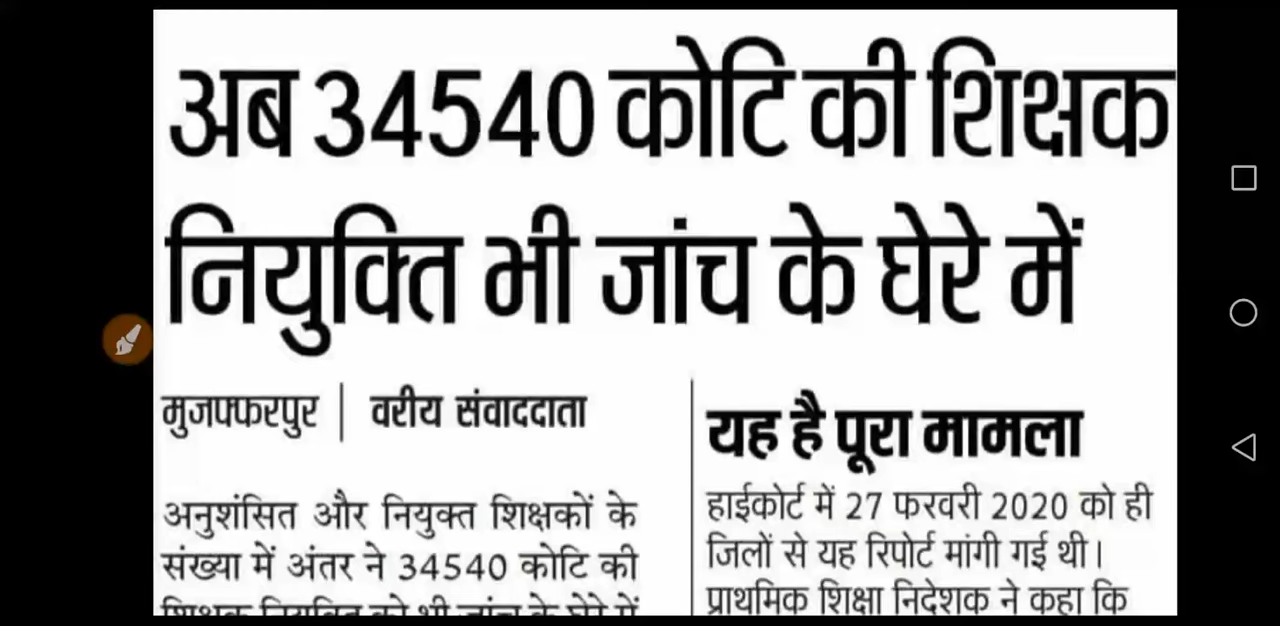 अब 34540 कोटि की शिक्षक
नियुक्ति भी जांच के घेरे में
मुजफ्फरपुर | वरीय संवाददाता
अनुशंसित और नियुक्त शिक्षकों के
संख्या में अंतर ने 34540 कोटि की
शिक्षक नियुक्ति को भी जांच के घेरे में
यह है पूरा मामला
हाईकोर्ट में 27 फरवरी 2020 को ही
जिलों से यह रिपोर्ट मांगी गई थी।
प्राथमिक शिक्षा निदेशक ने कहा कि